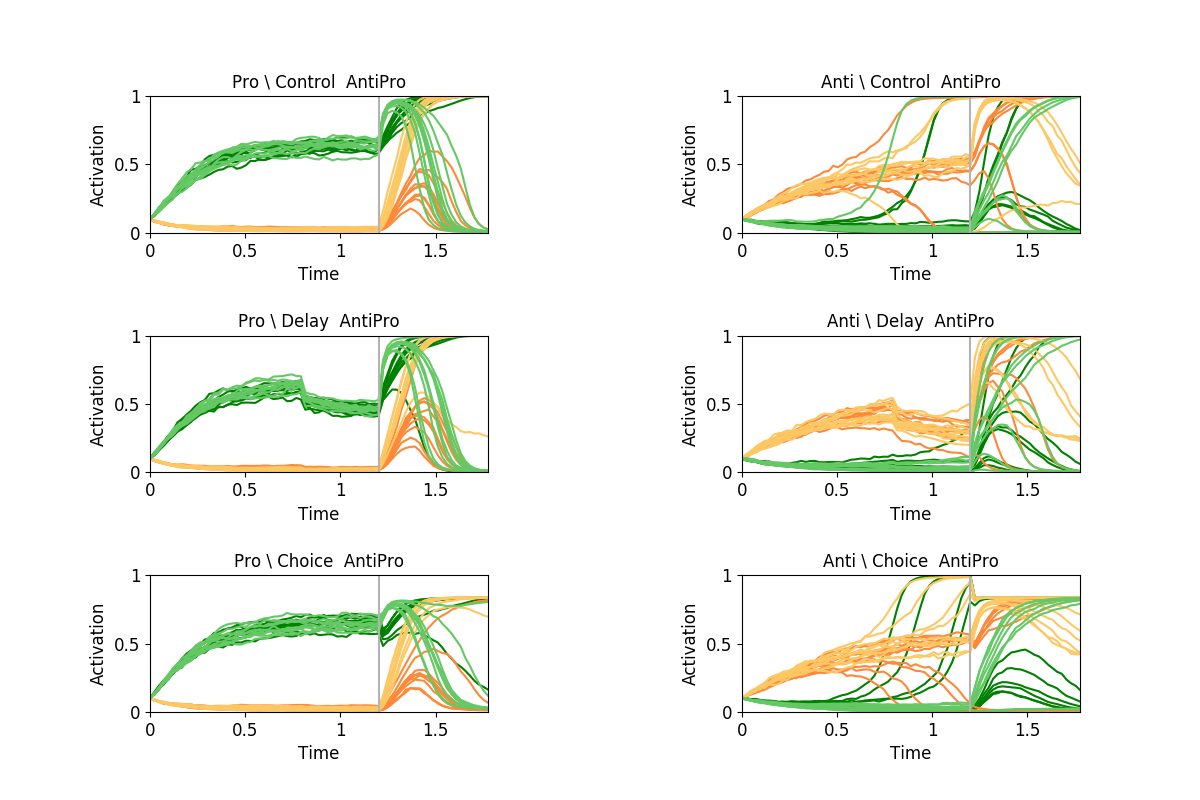 Pro \ Control  AntiPro
1
0.5
0
Activation
0
0.5
1
1.5
Time
Anti \ Control  AntiPro
1
0.5
0
Activation
0
0.5
1
1.5
Time
Pro \ Delay  AntiPro
1
0.5
0
Activation
0
0.5
1
1.5
Time
Anti \ Delay  AntiPro
1
0.5
0
Activation
0
0.5
1
1.5
Time
Pro \ Choice  AntiPro
1
0.5
0
Activation
0
0.5
1
1.5
Time
Anti \ Choice  AntiPro
1
0.5
0
Activation
0
0.5
1
1.5
Time